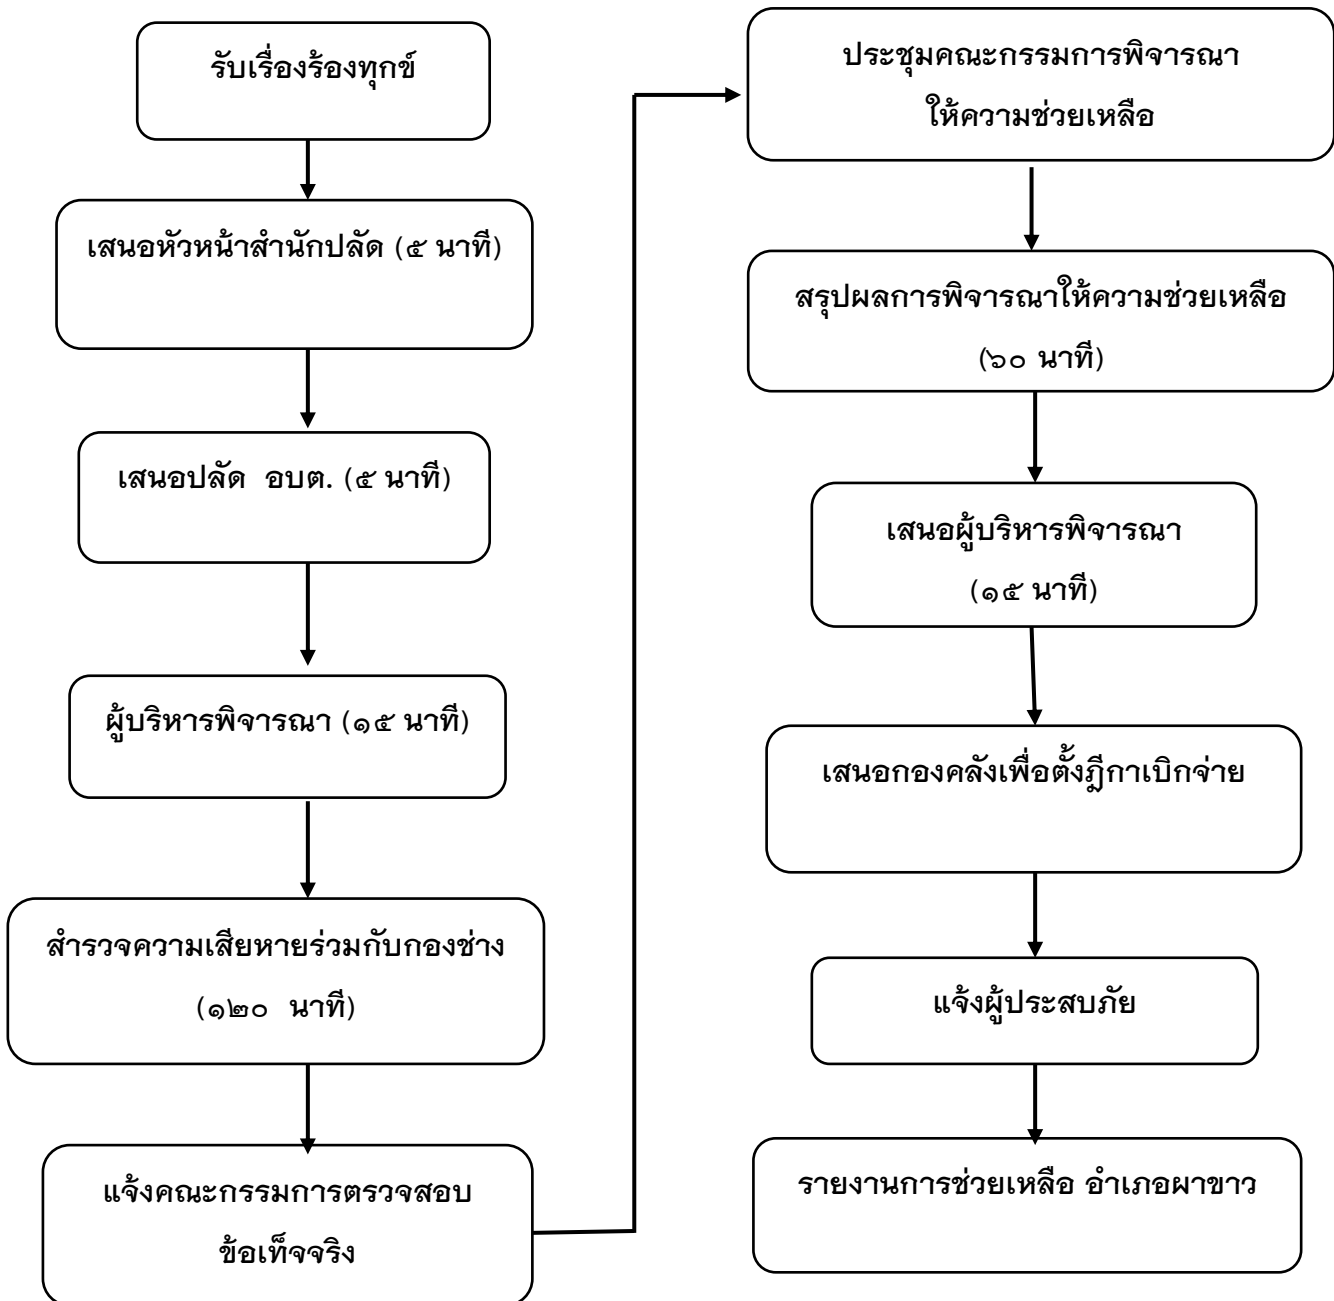 รับเรื่องร้องทุกข์
เสนอหัวหน้าสำนักปลัด (๕ นาที)
เสนอปลัด  อบต. (๕ นาที)
ผู้บริหารพิจารณา (๑๕ นาที)
สำรวจความเสียหายร่วมกับกองช่าง
(๑๒๐  นาที)
แจ้งคณะกรรมการตรวจสอบ
ข้อเท็จจริง
ประชุมคณะกรรมการพิจารณา
ให้ความช่วยเหลือ
สรุปผลการพิจารณาให้ความช่วยเหลือ
(๖๐ นาที)
เสนอผู้บริหารพิจารณา
(๑๕ นาที)
เสนอกองคลังเพื่อตั้งฎีกาเบิกจ่าย
แจ้งผู้ประสบภัย
รายงานการช่วยเหลือ อำเภอผาขาว